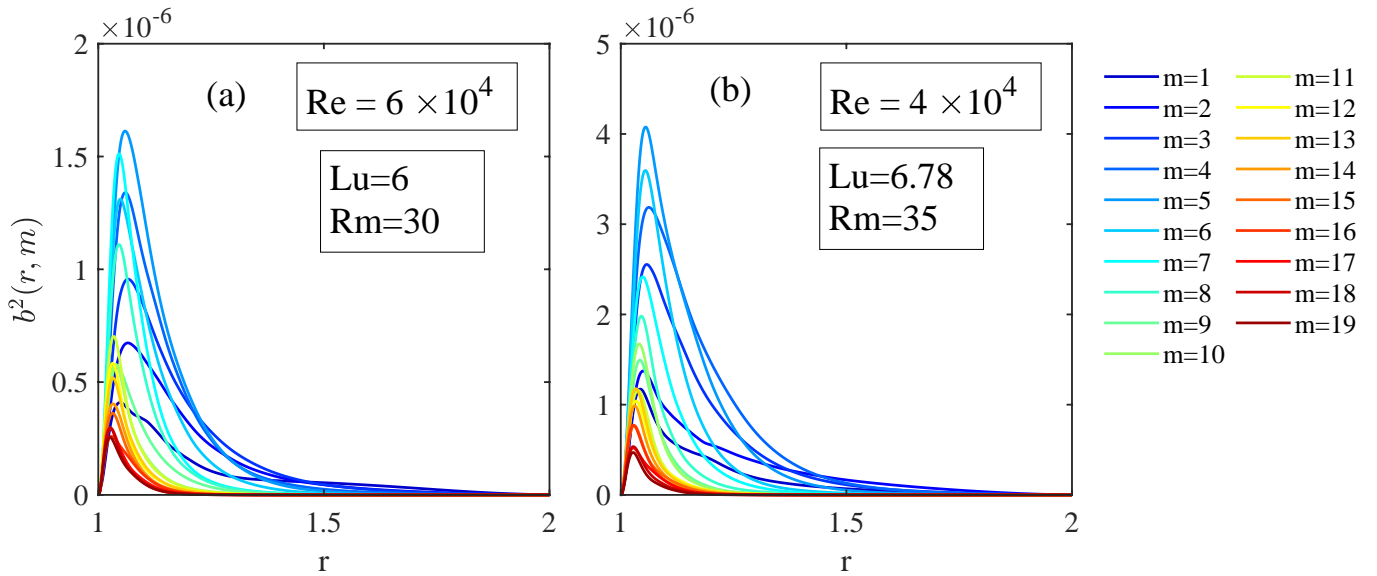 ×10⁻⁶
2
1.5
1
0.5
0
b²(r, m)
(a)
Re = 6 ×10⁴
Lu=6
Rm=30
1
1.5
2
r
×10⁻⁶
5
4
3
2
1
0
(b)
Re = 4 ×10⁴
Lu=6.78
Rm=35
1
1.5
2
r
m=1
m=2
m=3
m=4
m=5
m=6
m=7
m=8
m=9
m=10
m=11
m=12
m=13
m=14
m=15
m=16
m=17
m=18
m=19